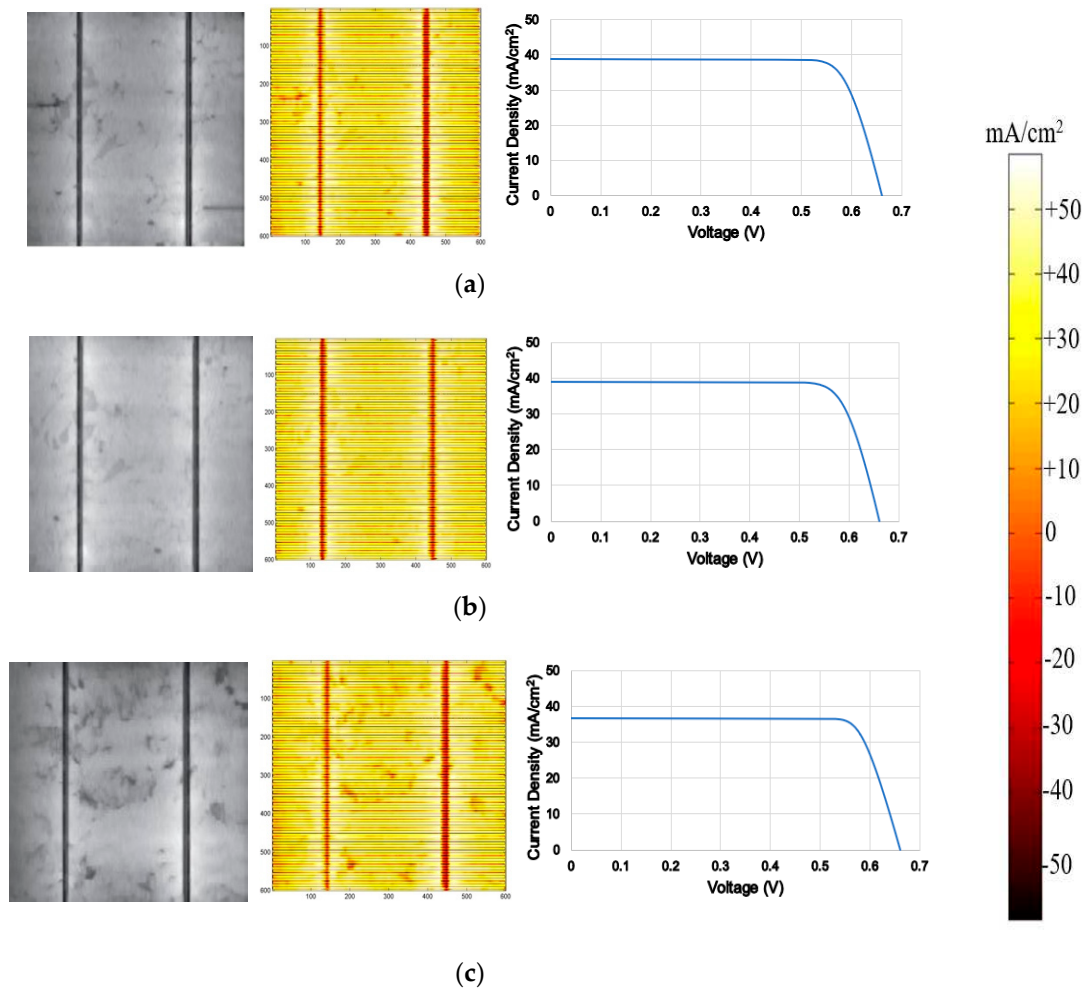 100
200
300
400
500
600
100 200 300 400 500 600
50
40
30
20
10
0
0 0.1 0.2 0.3 0.4 0.5 0.6 0.7
Current Density (mA/cm²)
Voltage (V)
(a)
100
200
300
400
500
600
100 200 300 400 500 600
50
40
30
20
10
0
0 0.1 0.2 0.3 0.4 0.5 0.6 0.7
Current Density (mA/cm²)
Voltage (V)
(b)
100
200
300
400
500
600
100 200 300 400 500 600
50
40
30
20
10
0
0 0.1 0.2 0.3 0.4 0.5 0.6 0.7
Current Density (mA/cm²)
Voltage (V)
(c)
mA/cm²
+50
+40
+30
+20
+10
0
-10
-20
-30
-40
-50